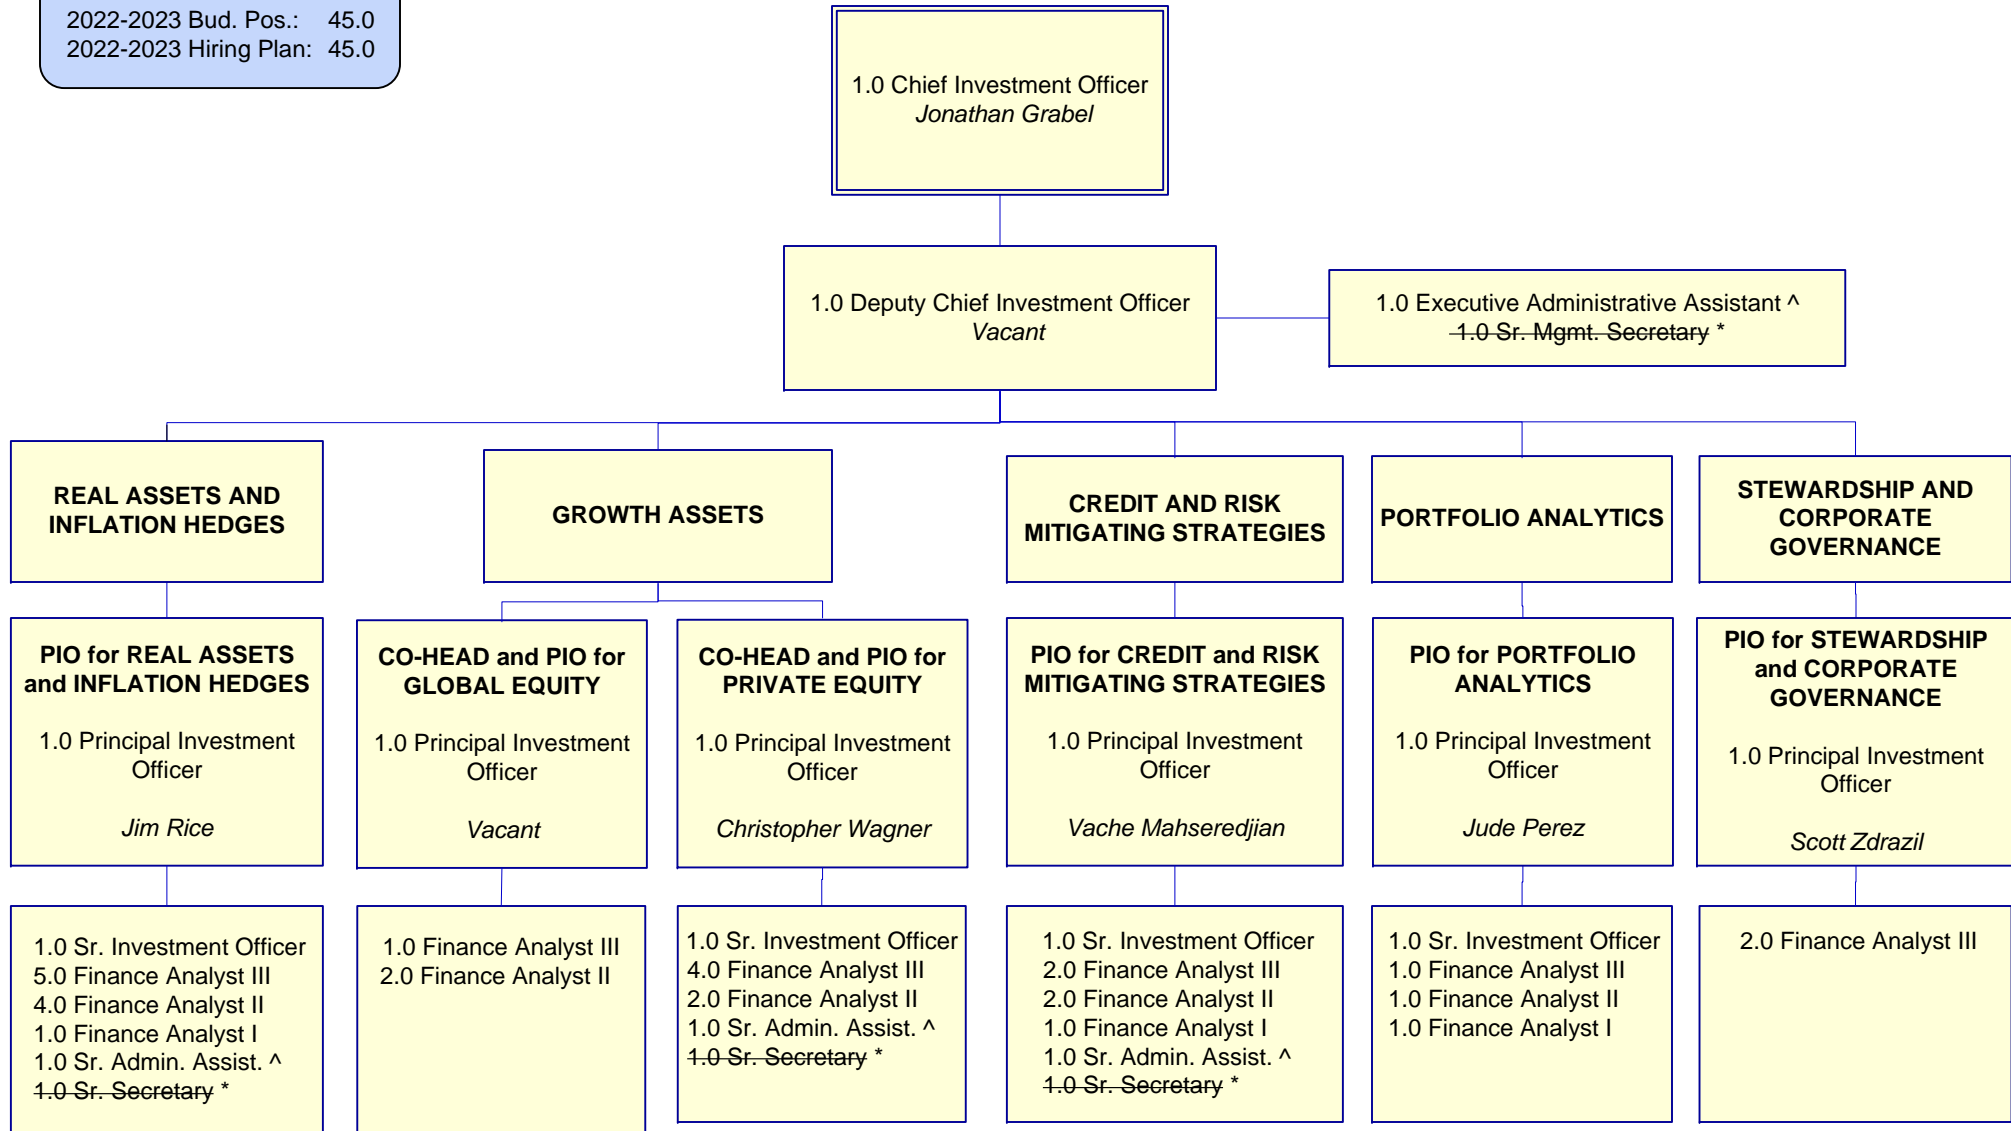 2022-2023 Bud. Pos.: 45.0
2022-2023 Hiring Plan: 45.0
1.0 Chief Investment Officer
Jonathan Grabel
1.0 Deputy Chief Investment Officer
Vacant
1.0 Executive Administrative Assistant ^
1.0 Sr. Mgmt. Secretary *
REAL ASSETS AND
INFLATION HEDGES
GROWTH ASSETS
CREDIT AND RISK
MITIGATING STRATEGIES
PORTFOLIO ANALYTICS
STEWARDSHIP AND
CORPORATE
GOVERNANCE
PIO for REAL ASSETS
and INFLATION HEDGES
1.0 Principal Investment
Officer
Jim Rice
CO-HEAD and PIO for
GLOBAL EQUITY
1.0 Principal Investment
Officer
Vacant
CO-HEAD and PIO for
PRIVATE EQUITY
1.0 Principal Investment
Officer
Christopher Wagner
PIO for CREDIT and RISK
MITIGATING STRATEGIES
1.0 Principal Investment
Officer
Vache Mahseredjian
PIO for PORTFOLIO
ANALYTICS
1.0 Principal Investment
Officer
Jude Perez
PIO for STEWARDSHIP
and CORPORATE
GOVERNANCE
1.0 Principal Investment
Officer
Scott Zdrazil
1.0 Sr. Investment Officer
5.0 Finance Analyst III
4.0 Finance Analyst II
1.0 Finance Analyst I
1.0 Sr. Admin. Assist. ^
1.0 Sr. Secretary *
1.0 Finance Analyst III
2.0 Finance Analyst II
1.0 Sr. Investment Officer
4.0 Finance Analyst III
2.0 Finance Analyst II
1.0 Sr. Admin. Assist. ^
1.0 Sr. Secretary *
1.0 Sr. Investment Officer
2.0 Finance Analyst III
2.0 Finance Analyst II
1.0 Finance Analyst I
1.0 Sr. Admin. Assist. ^
1.0 Sr. Secretary *
1.0 Sr. Investment Officer
1.0 Finance Analyst III
1.0 Finance Analyst II
1.0 Finance Analyst I
2.0 Finance Analyst III